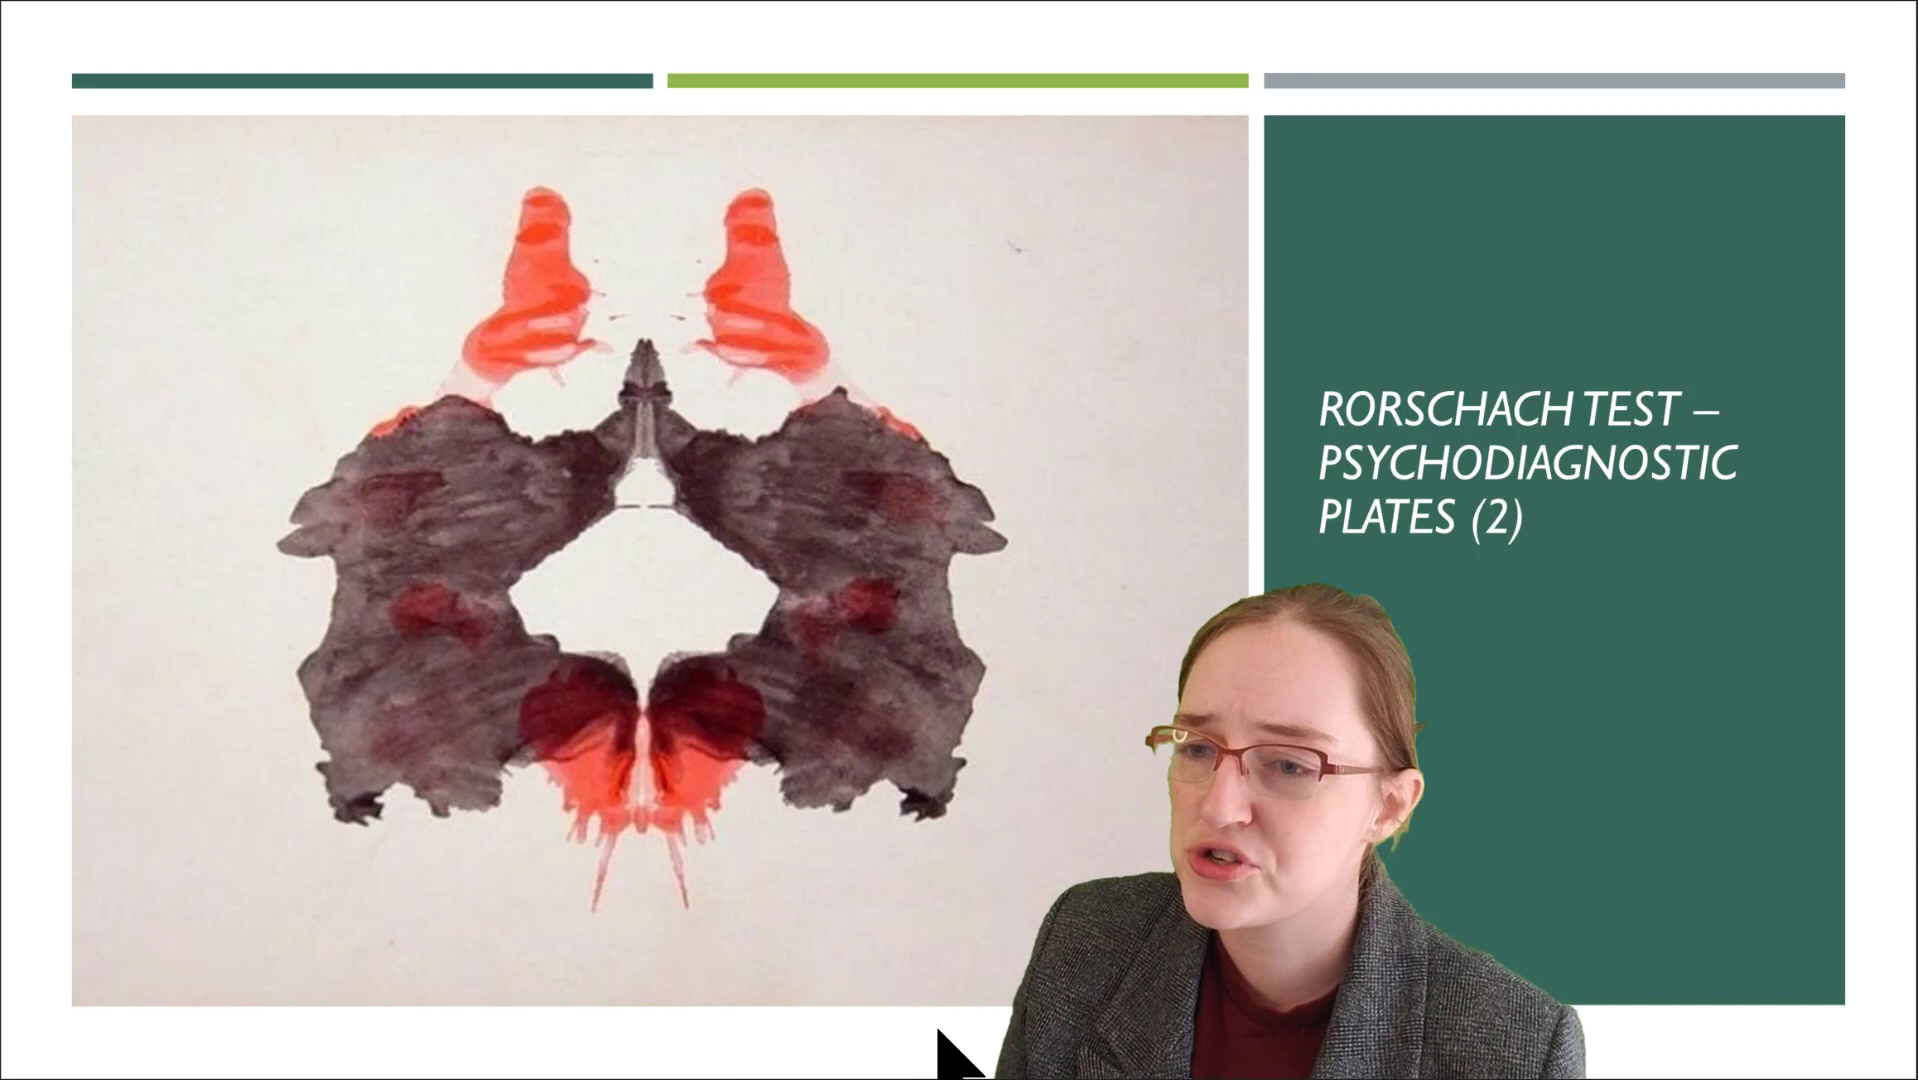 RORSCHACH TEST –
PSYCHODIAGNOSTIC
PLATES (2)